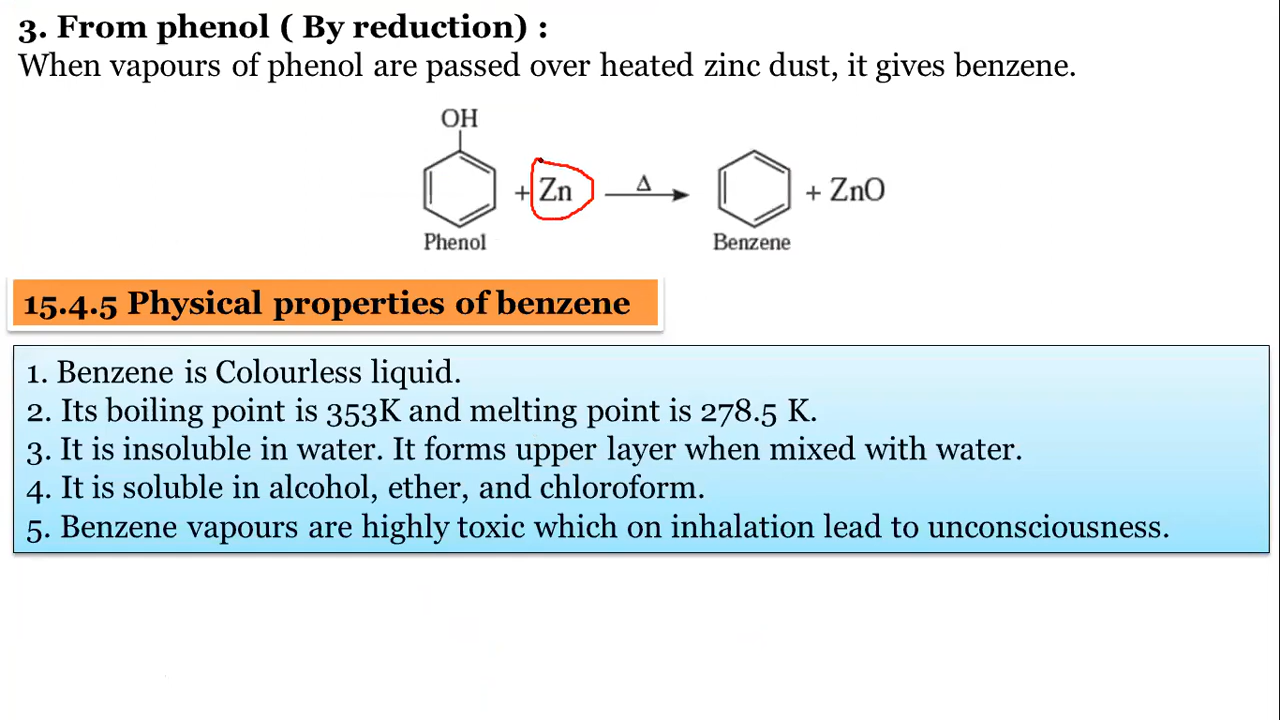 3. From phenol ( By reduction) :
When vapours of phenol are passed over heated zinc dust, it gives benzene.
OH
+ Zn Δ + ZnO
Phenol Benzene
15.4.5 Physical properties of benzene
1. Benzene is Colourless liquid.
2. Its boiling point is 353K and melting point is 278.5 K.
3. It is insoluble in water. It forms upper layer when mixed with water.
4. It is soluble in alcohol, ether, and chloroform.
5. Benzene vapours are highly toxic which on inhalation lead to unconsciousness.